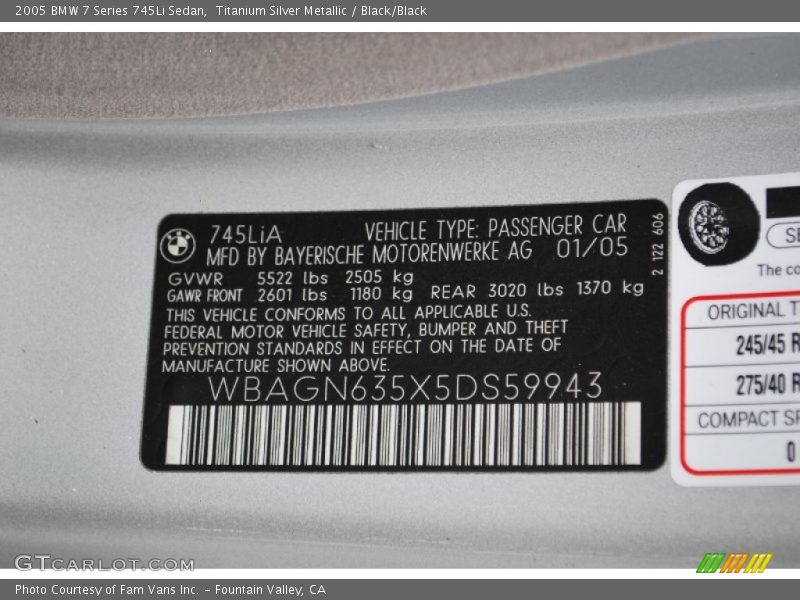 2005 BMW 7 Series 745Li Sedan,  Titanium Silver Metallic / Black/Black
745LiA VEHICLE TYPE: PASSENGER CAR
MFD BY BAYERISCHE MOTORENWERKE AG 01/05
GVWR 5522 lbs 2505 kg
GAWR FRONT 2601 lbs 1180 kg REAR 3020 lbs 1370 kg
THIS VEHICLE CONFORMS TO ALL APPLICABLE U.S.
FEDERAL MOTOR VEHICLE SAFETY, BUMPER AND THEFT
PREVENTION STANDARDS IN EFFECT ON THE DATE OF
MANUFACTURE SHOWN ABOVE.
WBAGN635X5DS59943
2 122 606
The
ORIGINAL
245/45
275/40
COMPACT
0
GTCARLOT.COM
Photo Courtesy of Fam Vans Inc. - Fountain Valley, CA